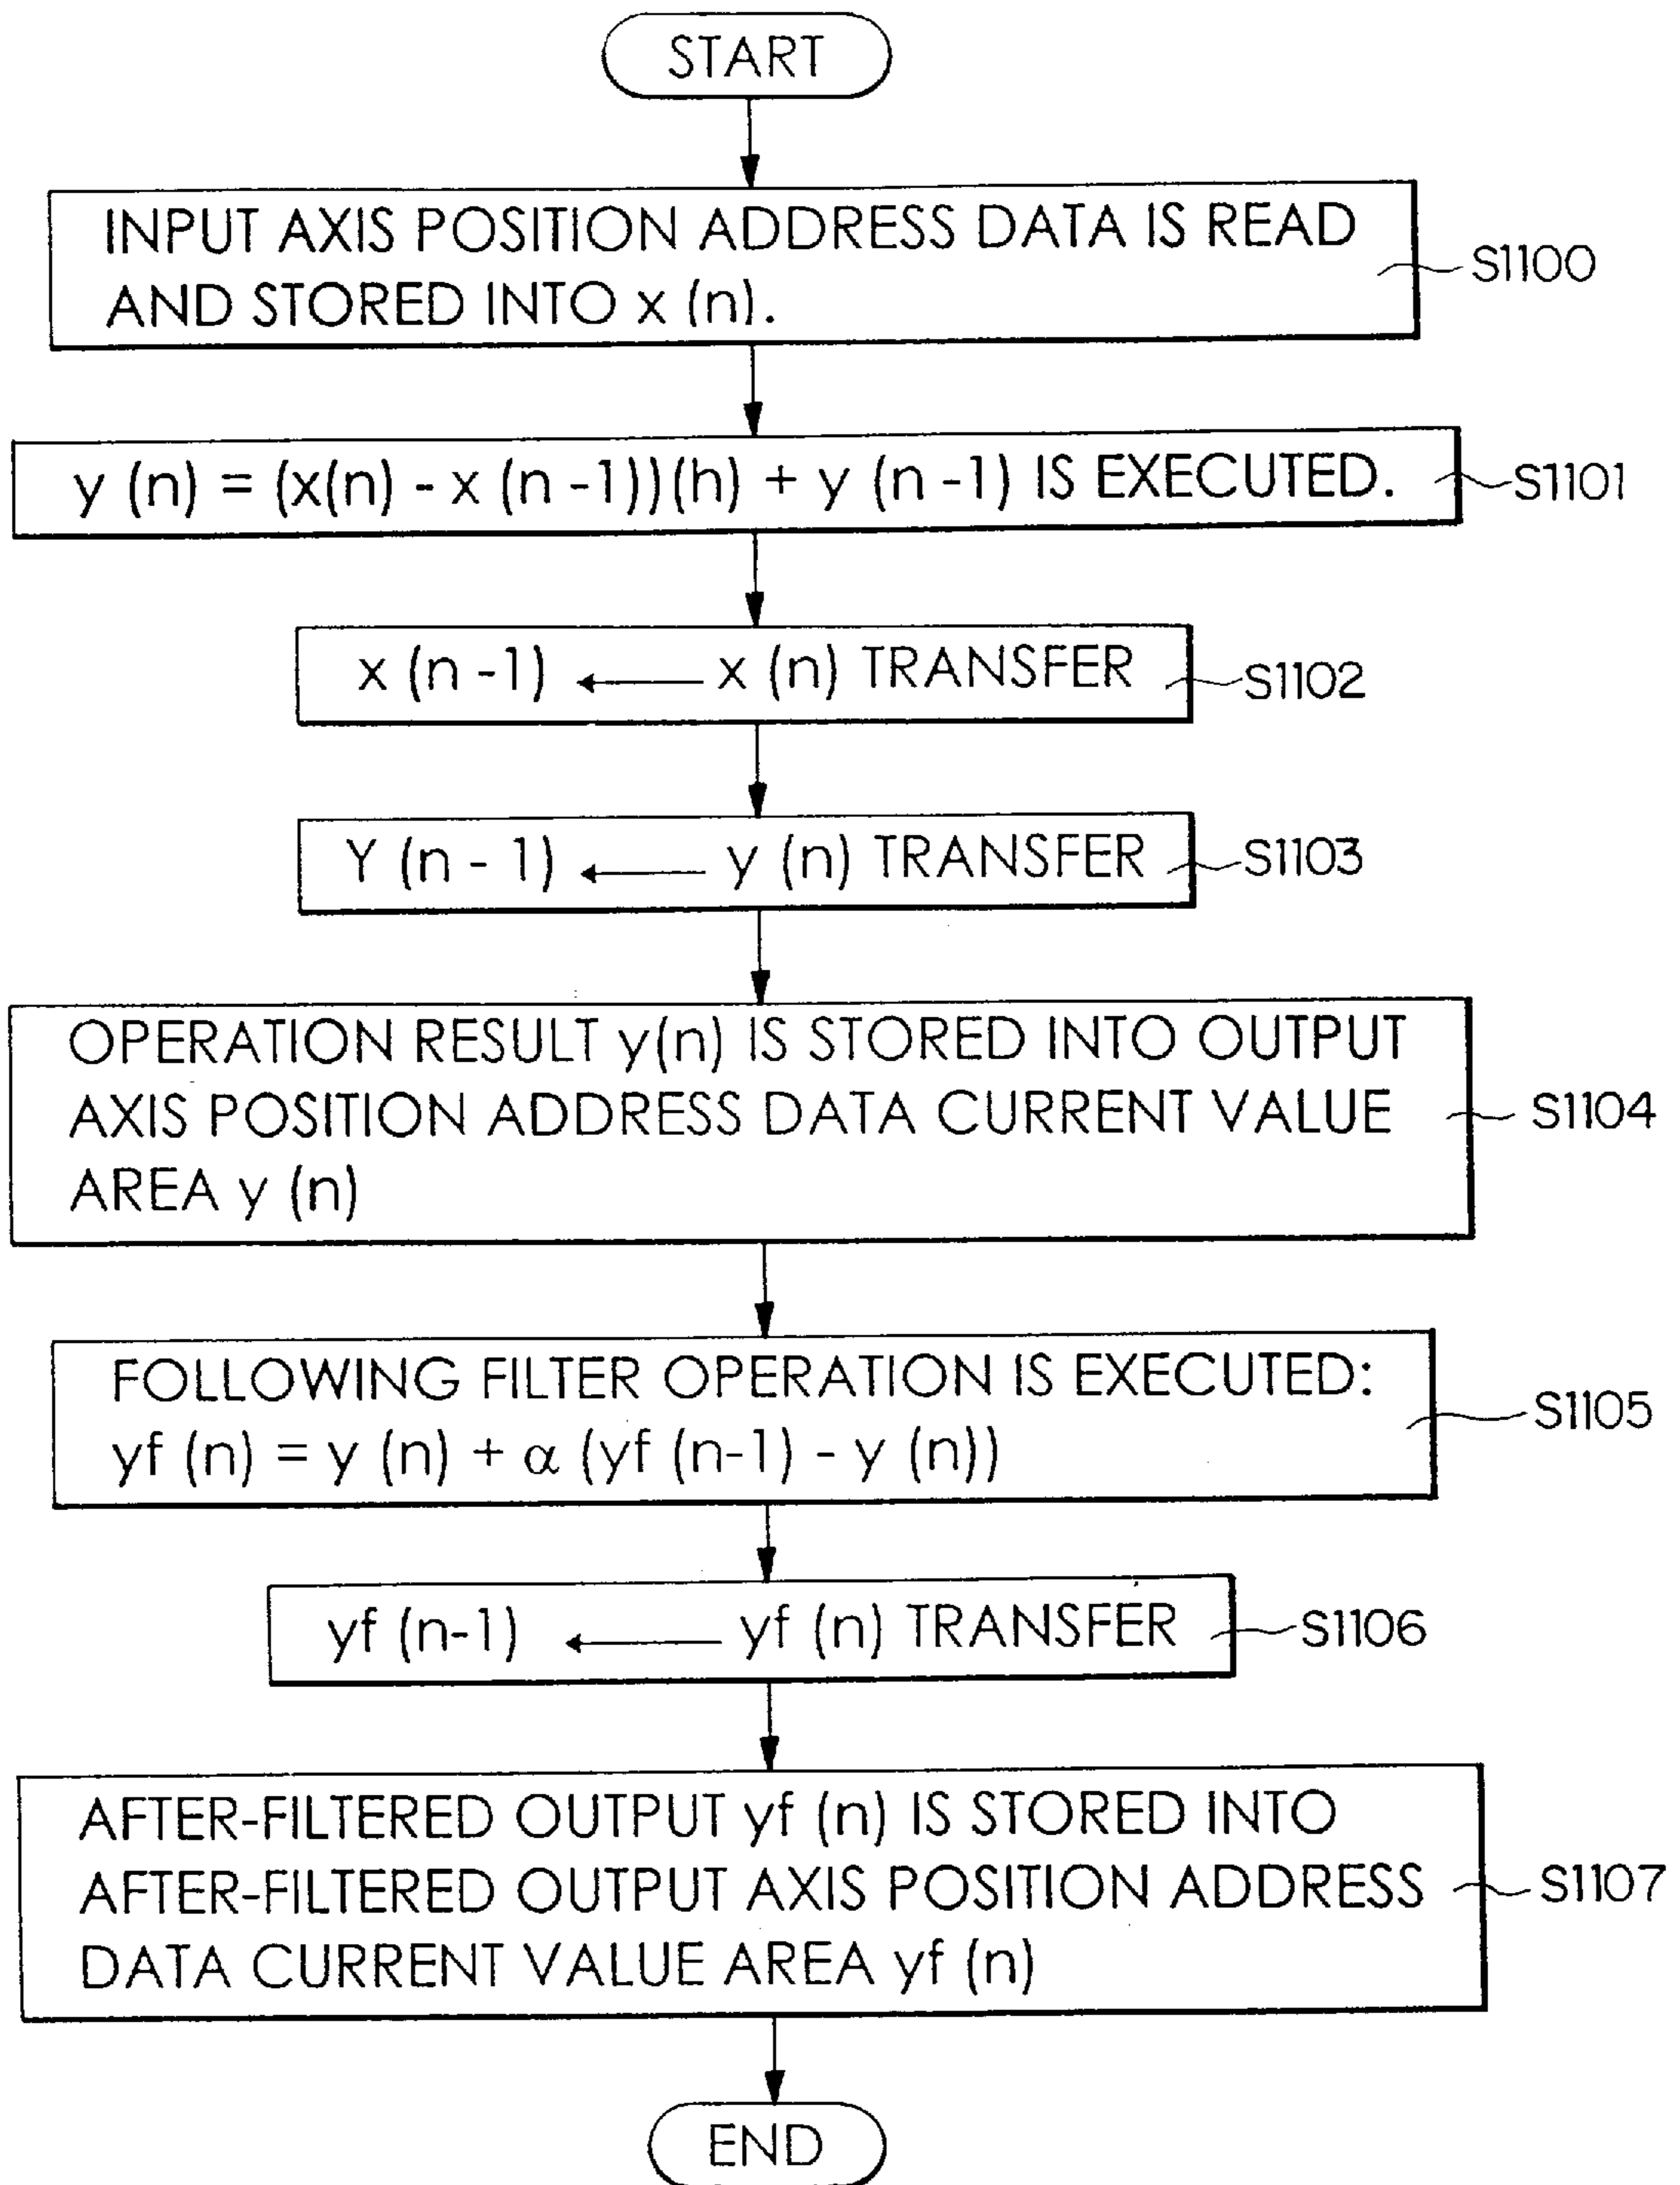 START
INPUT AXIS POSITION ADDRESS DATA IS READ
AND STORED INTO x (n).
S1100
y (n) = (x(n) - x (n -1))(h) + y (n -1) IS EXECUTED.
S1101
x (n -1) ← x (n) TRANSFER
S1102
Y (n - 1) ← y (n) TRANSFER
S1103
OPERATION RESULT y(n) IS STORED INTO OUTPUT
AXIS POSITION ADDRESS DATA CURRENT VALUE
AREA y (n)
S1104
FOLLOWING FILTER OPERATION IS EXECUTED:
yf (n) = y (n) + α (yf (n-1) - y (n))
S1105
yf (n-1) ← yf (n) TRANSFER
S1106
AFTER-FILTERED OUTPUT yf (n) IS STORED INTO
AFTER-FILTERED OUTPUT AXIS POSITION ADDRESS
DATA CURRENT VALUE AREA yf (n)
S1107
END